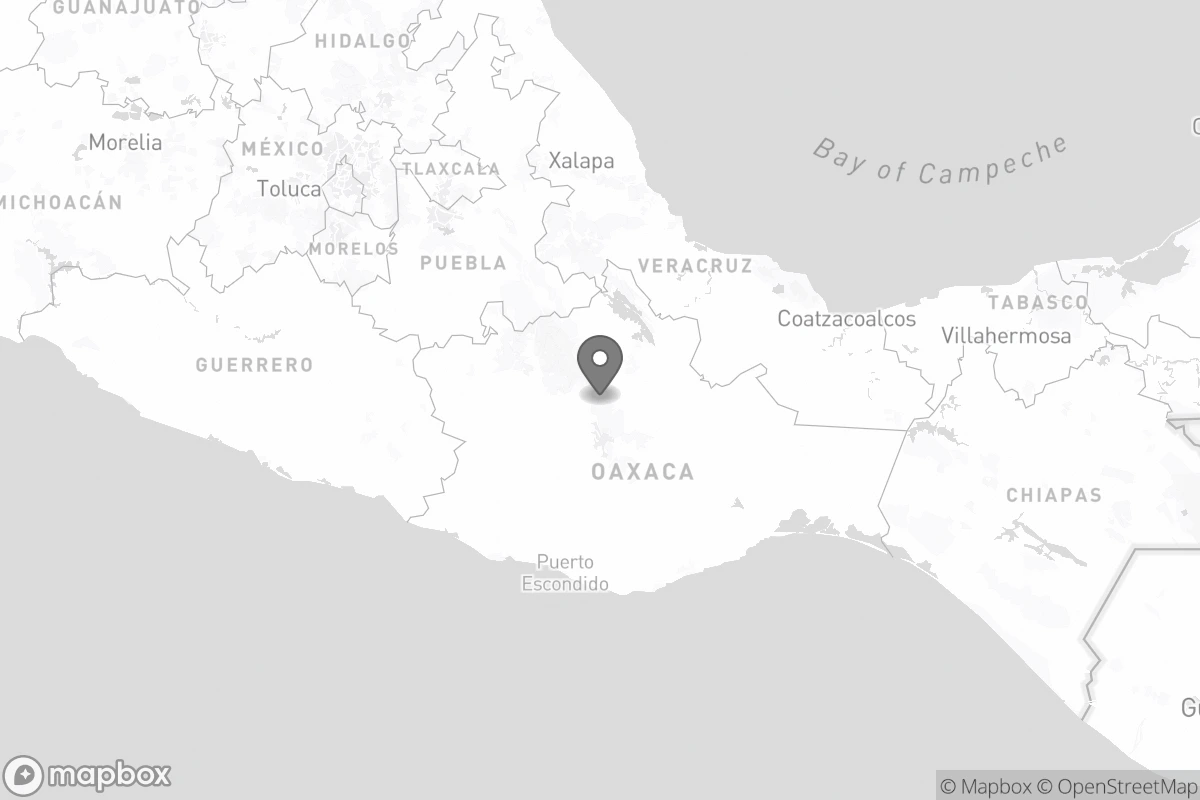 GUANAJUATO
HIDALGO
Morelia
MÉXICO
Xalapa
Bay of Campeche
TLAXCALA
Toluca
MICHOACÁN
MORELOS
PUEBLA
VERACRUZ
TABASCO
Coatzacoalcos
Villahermosa
GUERRERO
OAXACA
CHIAPAS
Puerto
Escondido
mapbox
© Mapbox © OpenStreetMap